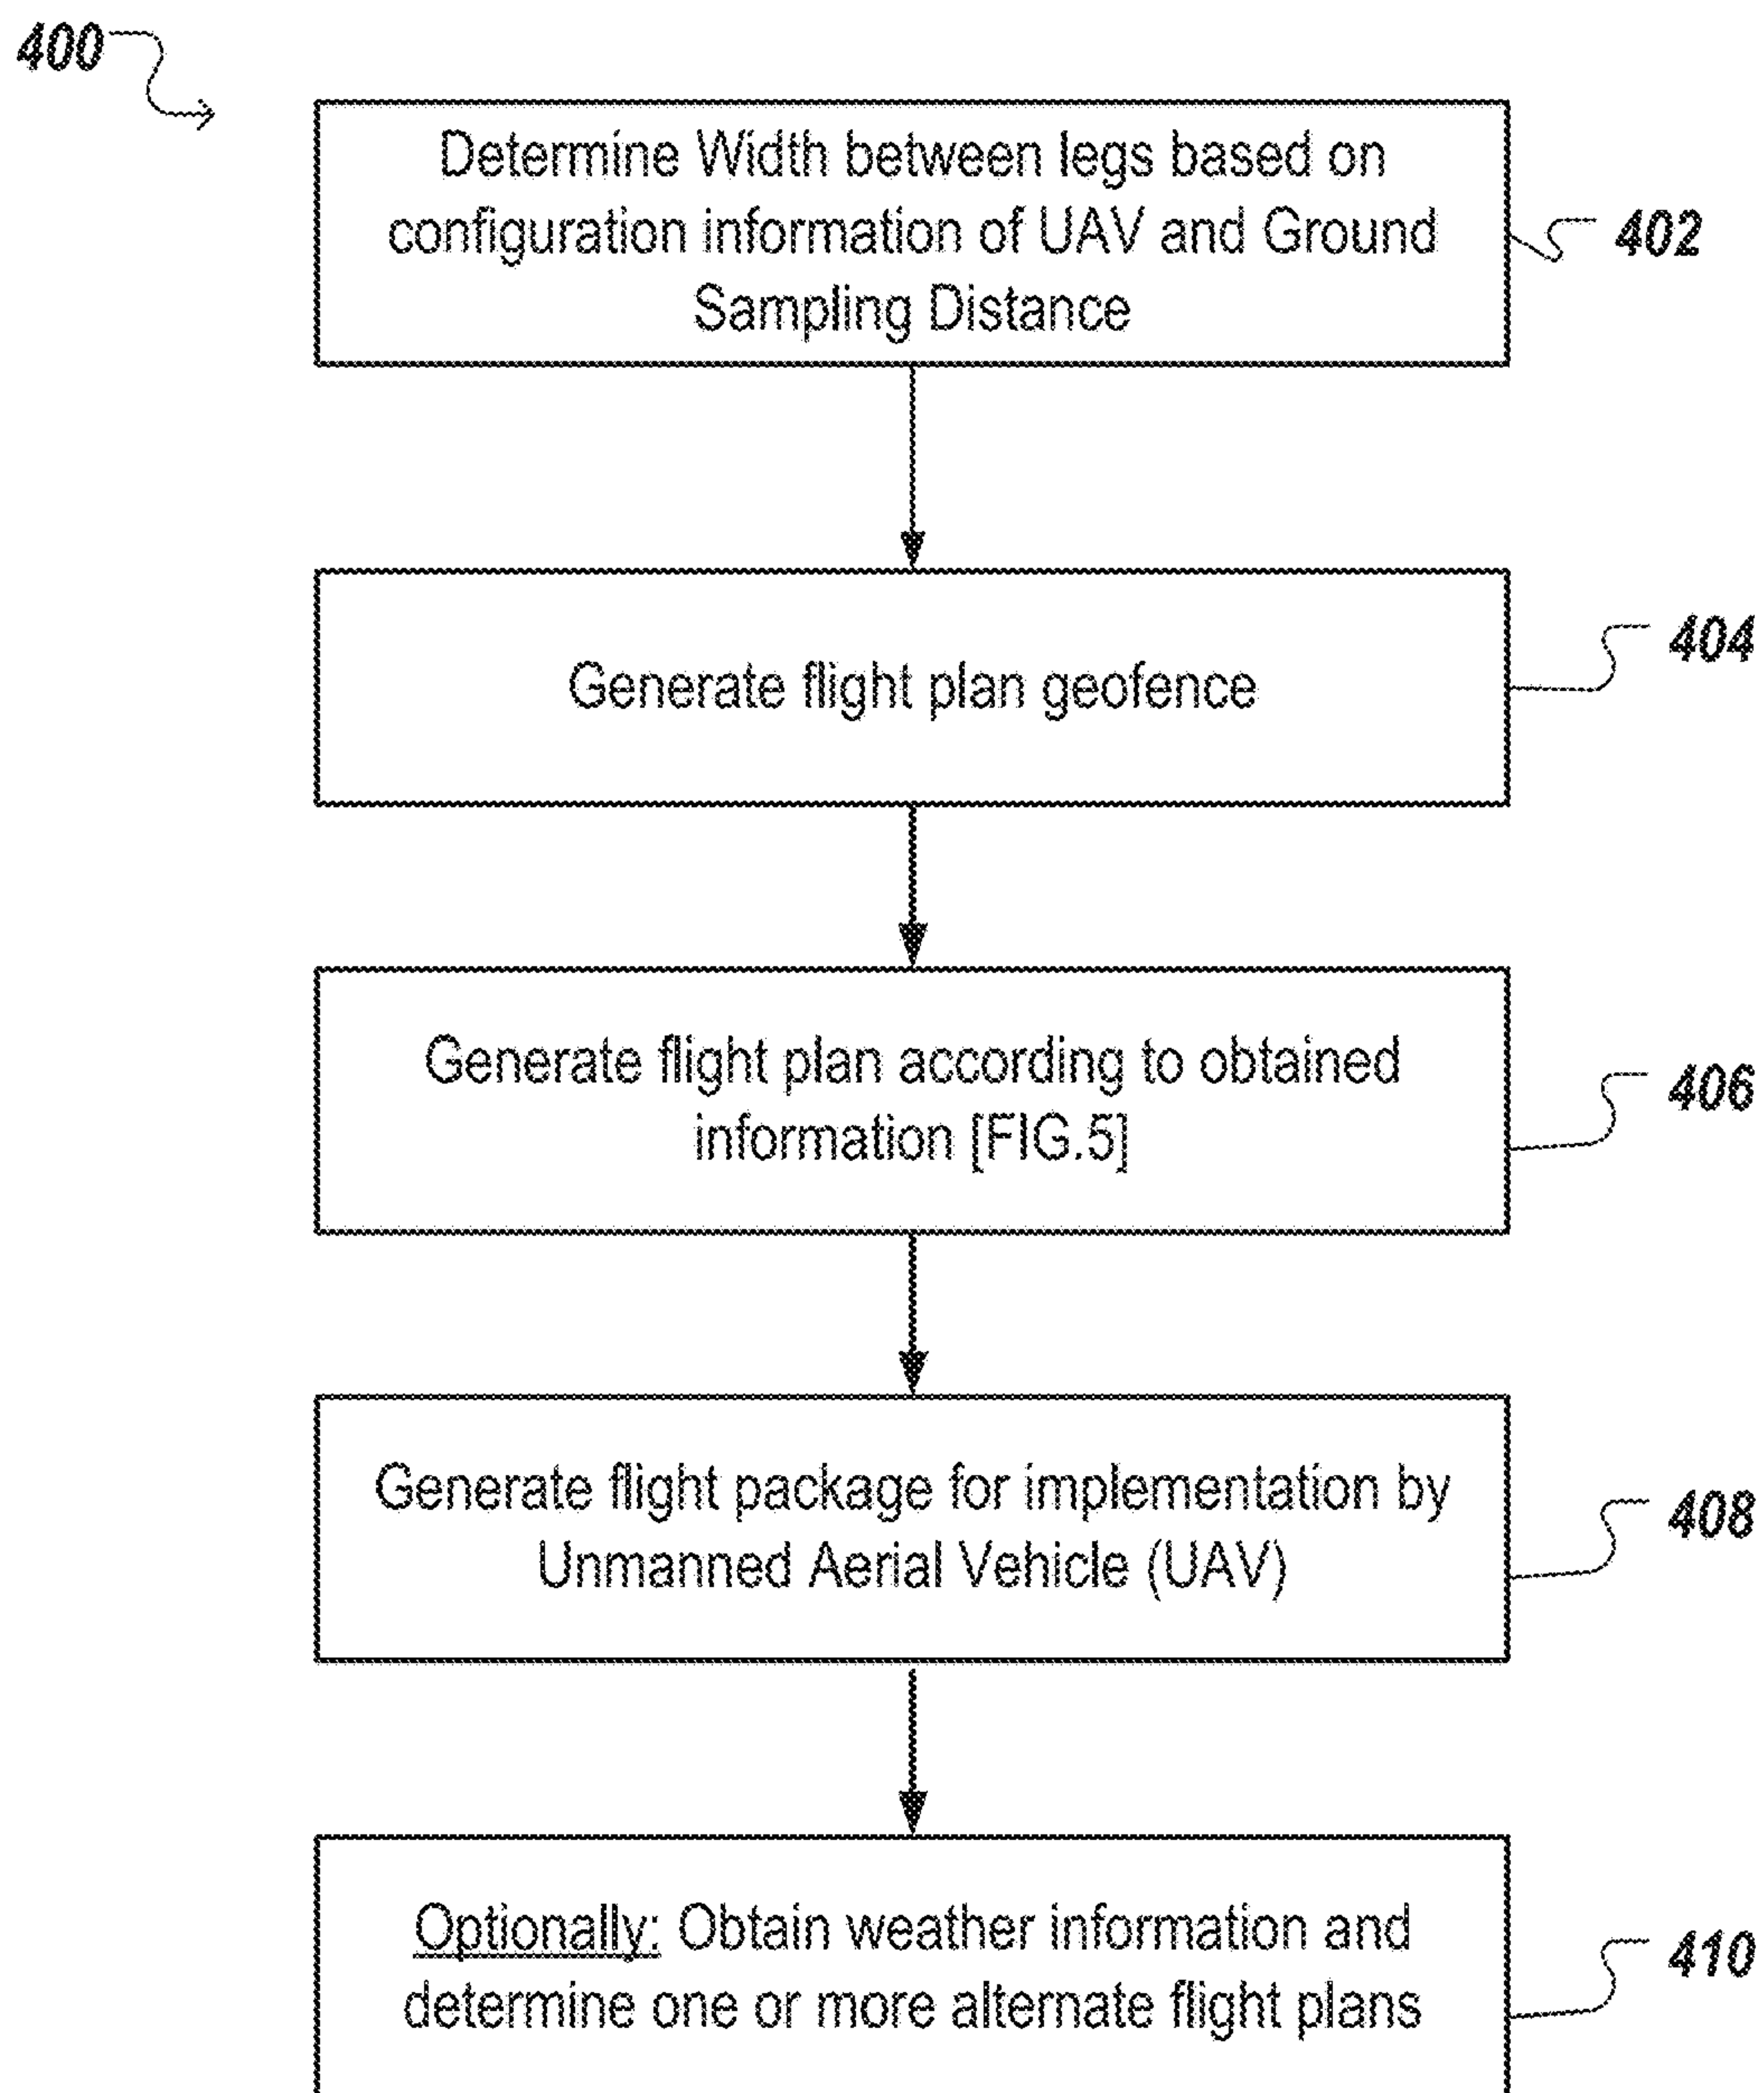 400
Determine Width between legs based on
configuration information of UAV and Ground
Sampling Distance
402
Generate flight plan geofence
404
Generate flight plan according to obtained
information [FIG.5]
406
Generate flight package for implementation by
Unmanned Aerial Vehicle (UAV)
408
Optionally: Obtain weather information and
determine one or more alternate flight plans
410